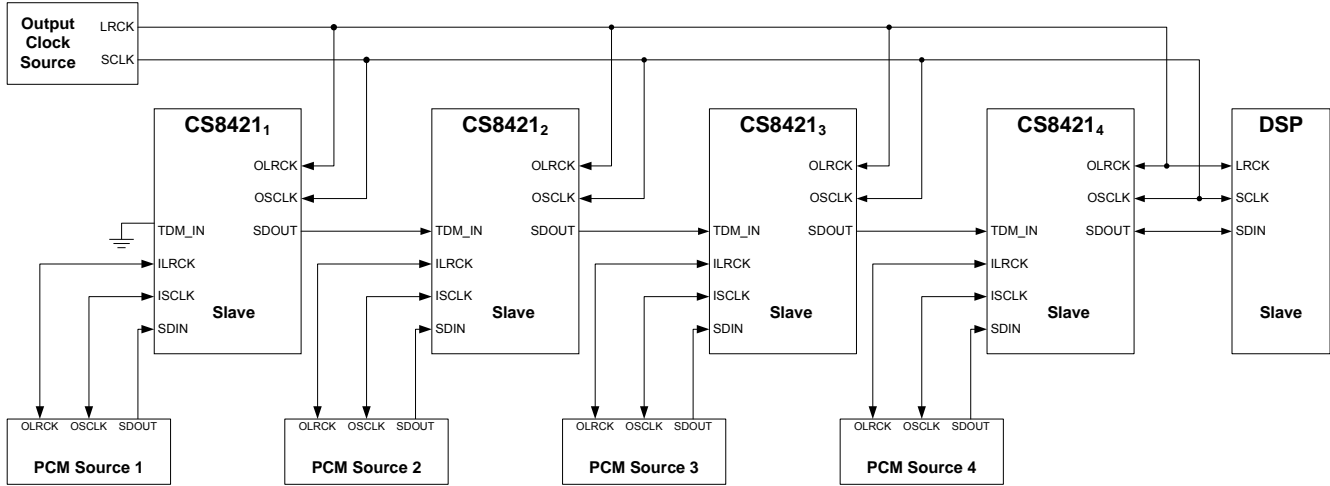 Output
Clock
Source
LRCK
SCLK
CS8421₁
OLRCK
OSCLK
TDM_IN
SDOUT
ILRCK
ISCLK
Slave
SDIN
CS8421₂
OLRCK
OSCLK
TDM_IN
SDOUT
ILRCK
ISCLK
Slave
SDIN
CS8421₃
OLRCK
OSCLK
TDM_IN
SDOUT
ILRCK
ISCLK
Slave
SDIN
CS8421₄
OLRCK
OSCLK
TDM_IN
SDOUT
ILRCK
ISCLK
Slave
SDIN
DSP
LRCK
SCLK
SDIN
Slave
OLRCK OSCLK SDOUT
PCM Source 1
OLRCK OSCLK SDOUT
PCM Source 2
OLRCK OSCLK SDOUT
PCM Source 3
OLRCK OSCLK SDOUT
PCM Source 4